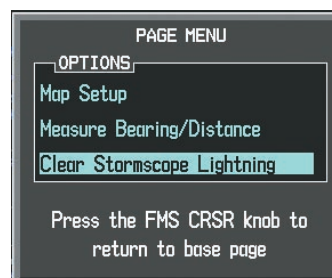 PAGE MENU
OPTIONS
Map Setup
Measure Bearing/Distance
Clear Stormscope Lightning
Press the FMS CRSR knob to
return to base page